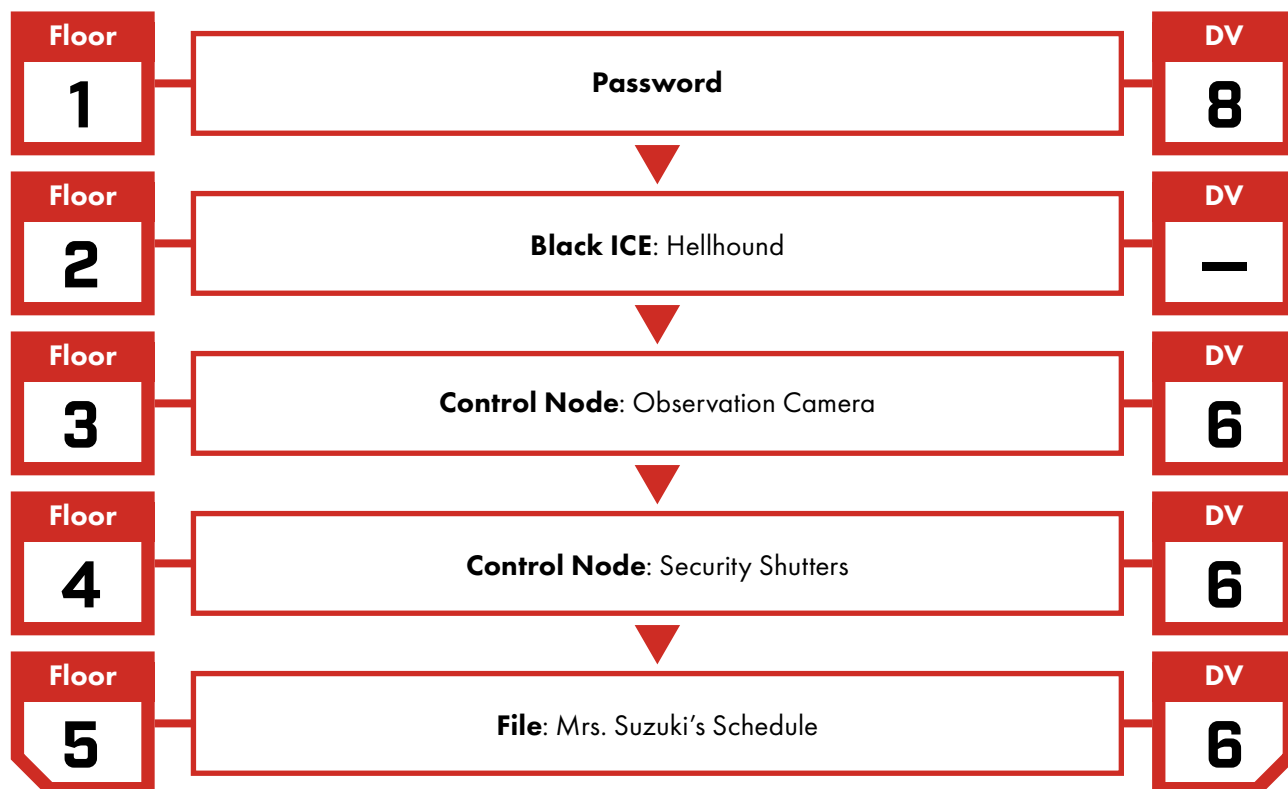 Floor
1
Password
DV
8
Floor
2
Black ICE: Hellhound
DV
–
Floor
3
Control Node: Observation Camera
DV
6
Floor
4
Control Node: Security Shutters
DV
6
Floor
5
File: Mrs. Suzuki’s Schedule
DV
6